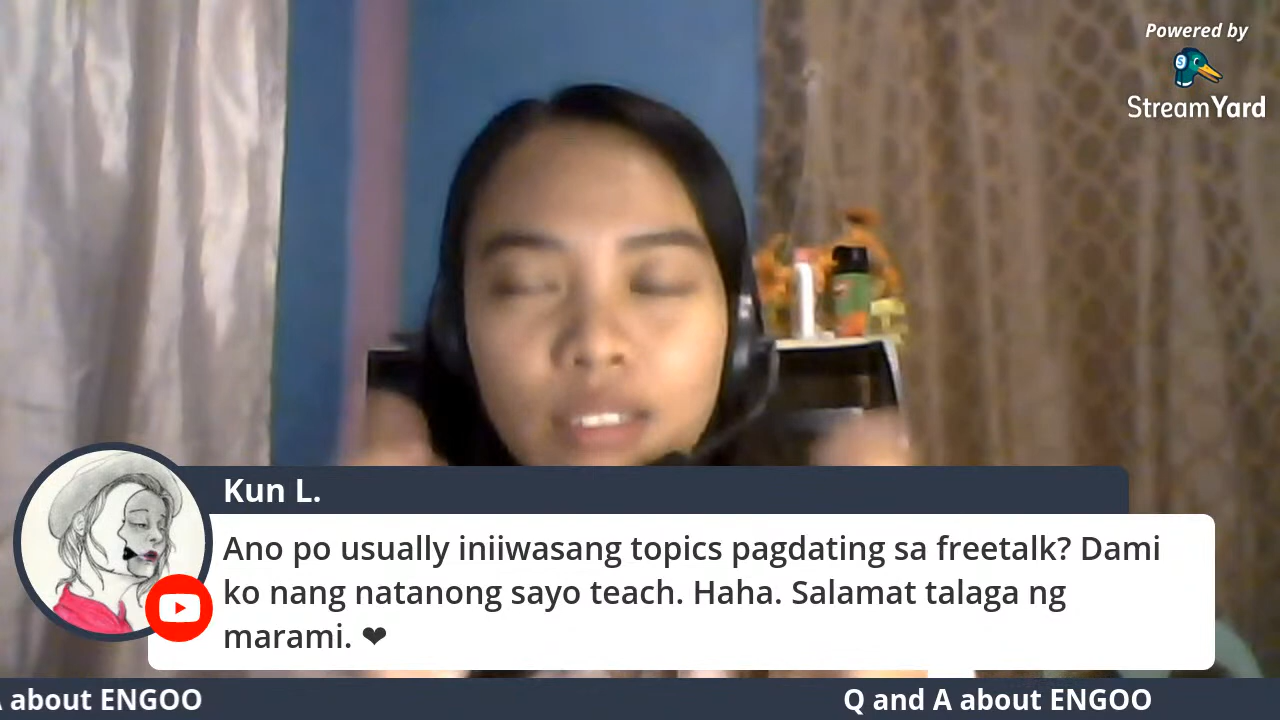 Powered by
StreamYard
Kun L.
Ano po usually iniiwasang topics pagdating sa freetalk? Dami
ko nang natanong sayo teach. Haha. Salamat talaga ng
marami. ❤
A about ENGOO
Q and A about ENGOO